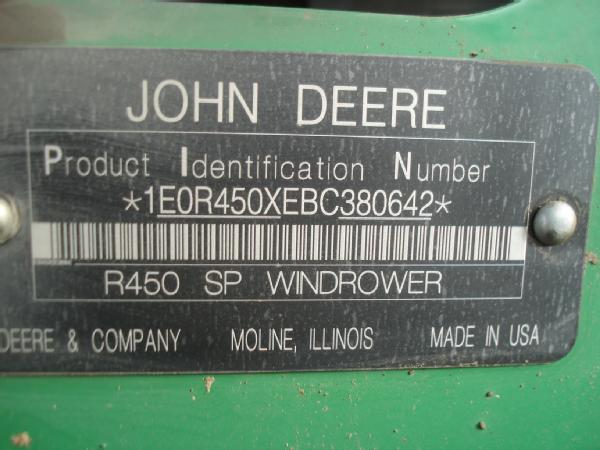 JOHN DEERE
Product Identification Number
*1E0R450XEBC380642*
R450 SP WINDROWER
DEERE & COMPANY MOLINE, ILLINOIS MADE IN USA